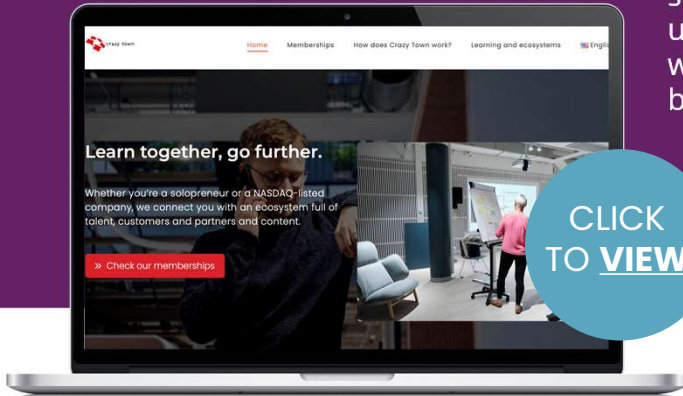 crazy town
Home Memberships How does Crazy Town work? Learning and ecosystems
Learn together, go further.
Whether you're a solopreneur or a NASDAQ-listed
company, we connect you with an ecosystem full of
talent, customers and partners and content.
» Check our memberships
CLICK
TO VIEW